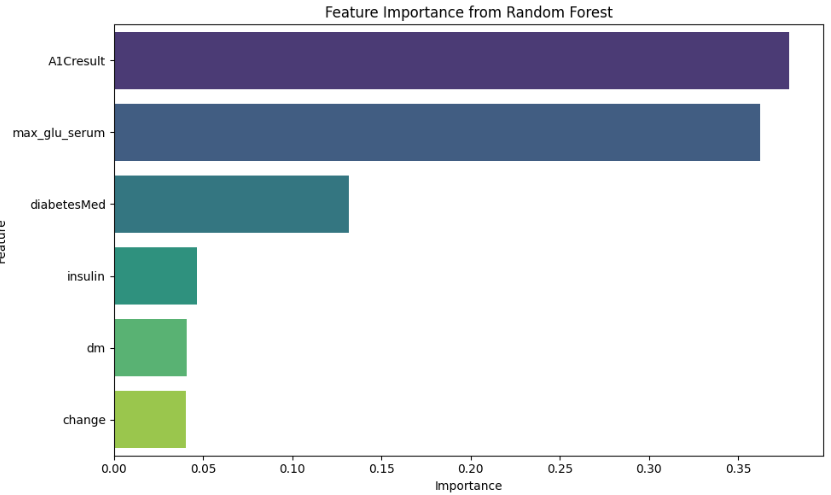 Feature Importance from Random Forest
Feature
A1Cresult
max_glu_serum
diabetesMed
insulin
dm
change
0.00 0.05 0.10 0.15 0.20 0.25 0.30 0.35
Importance